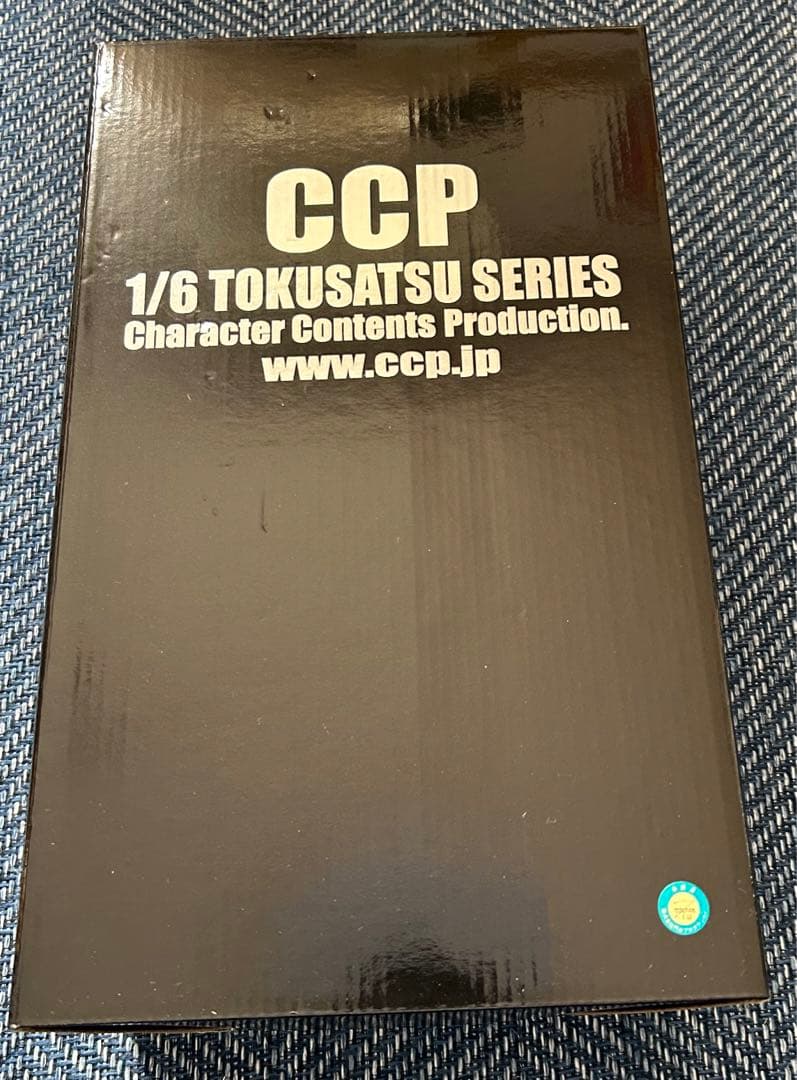 CCP
1/6 TOKUSATSU SERIES
Character Contents Production.
www.ccp.jp